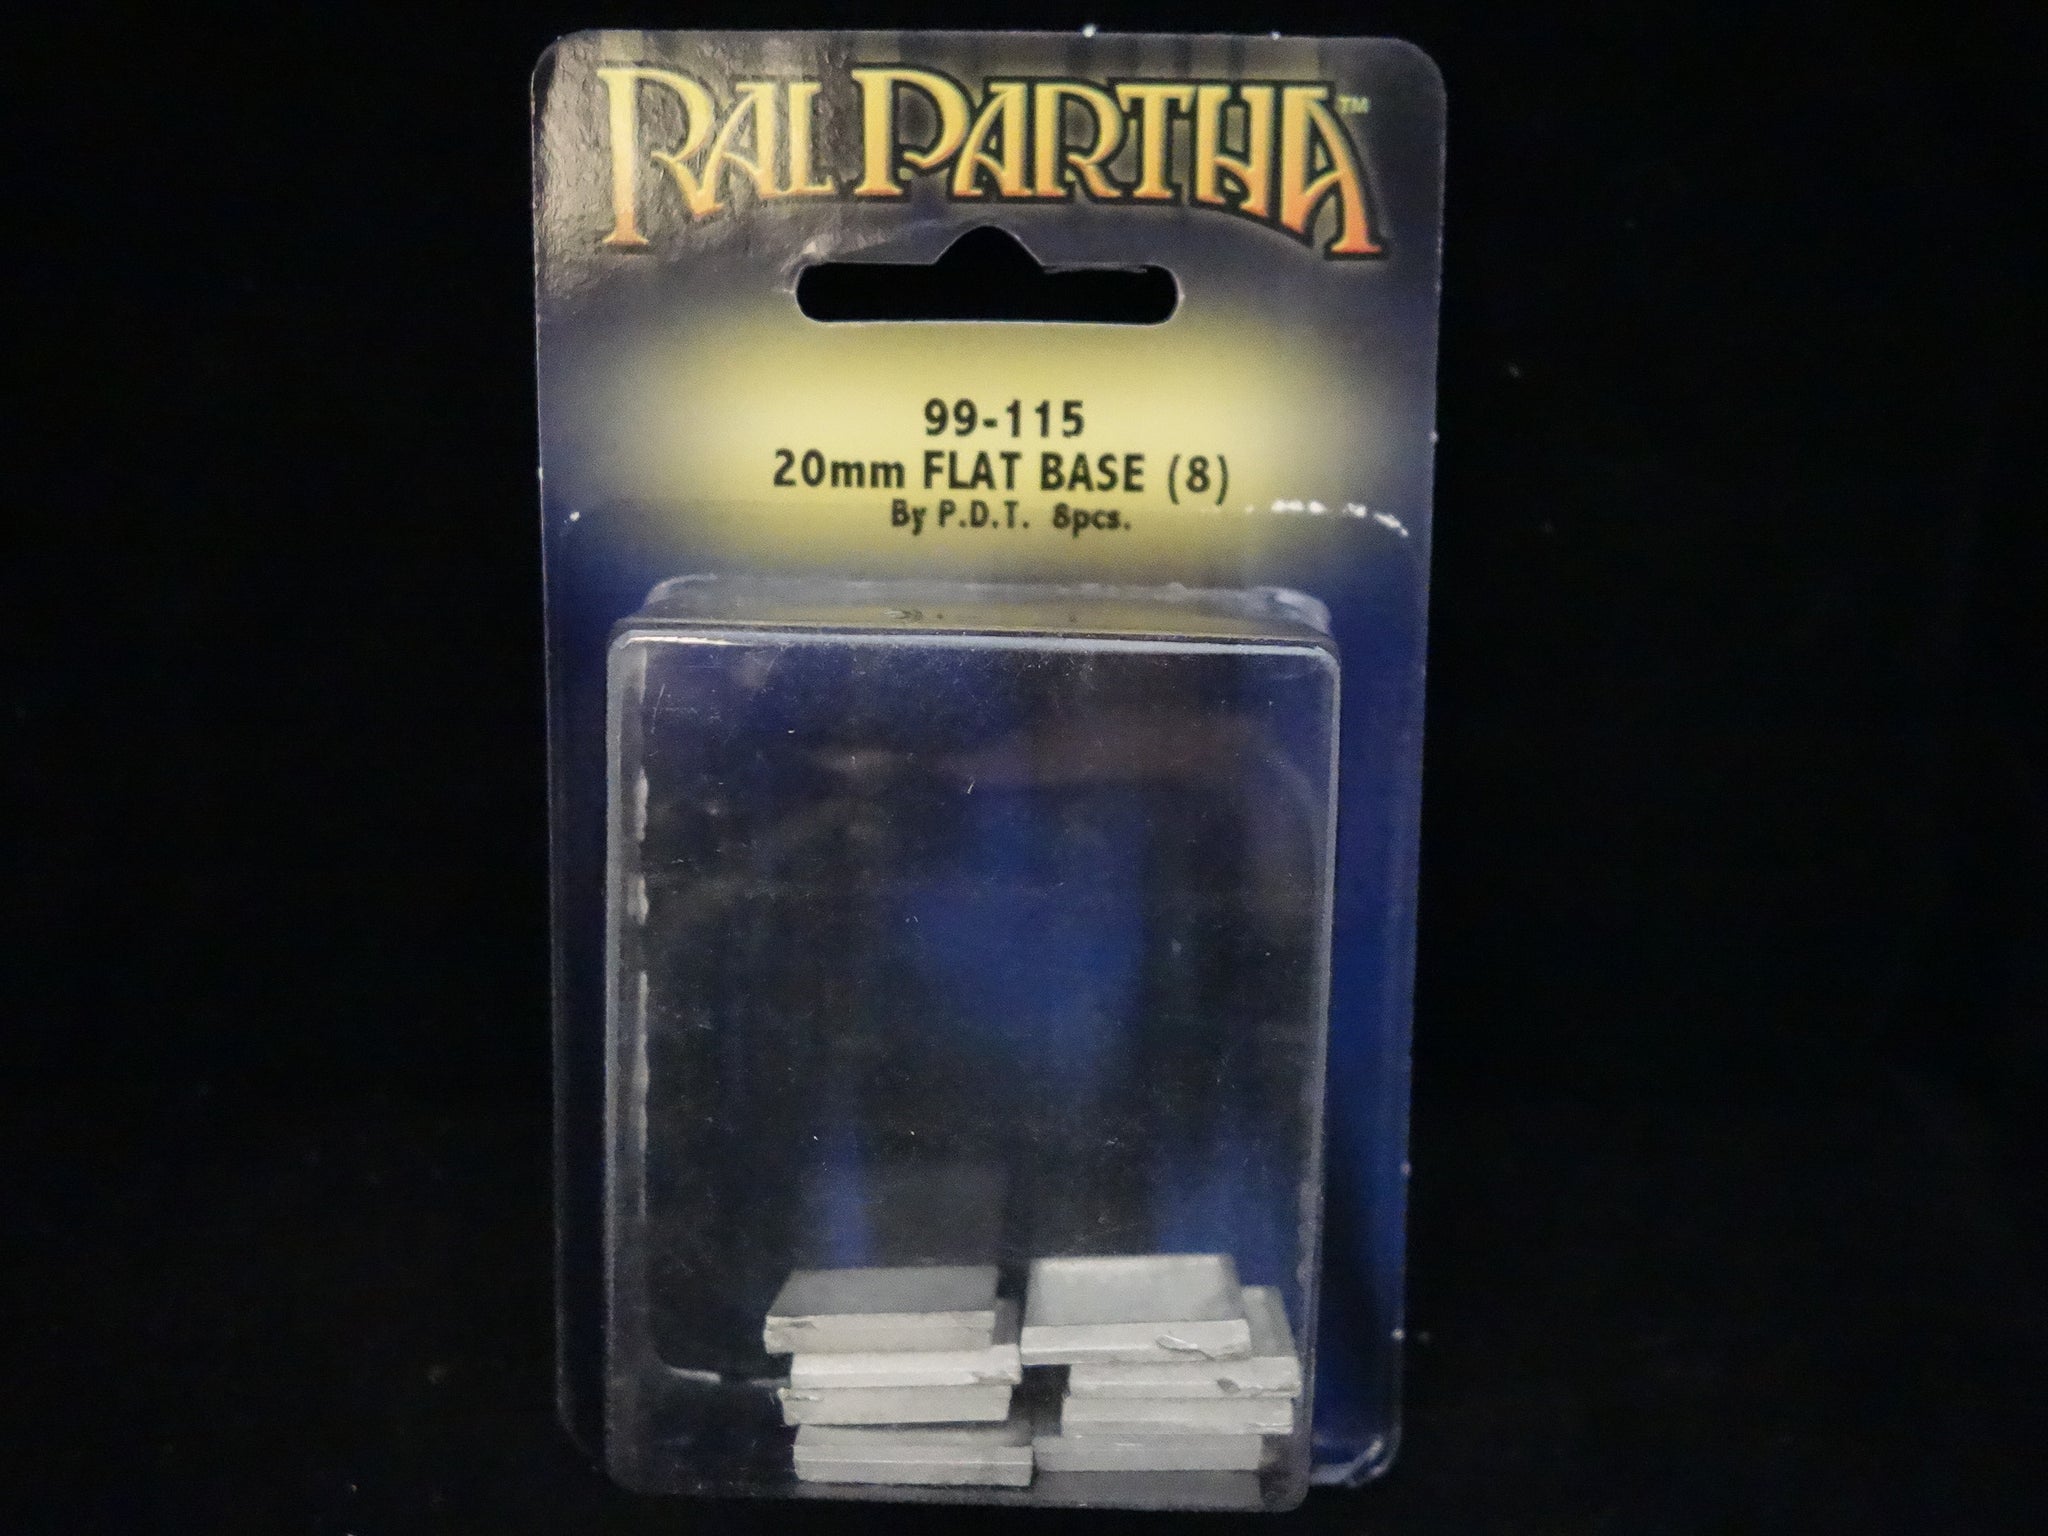 RAL PARTHA™
99-115
20mm FLAT BASE (8)
By P.D.T. 8pcs.